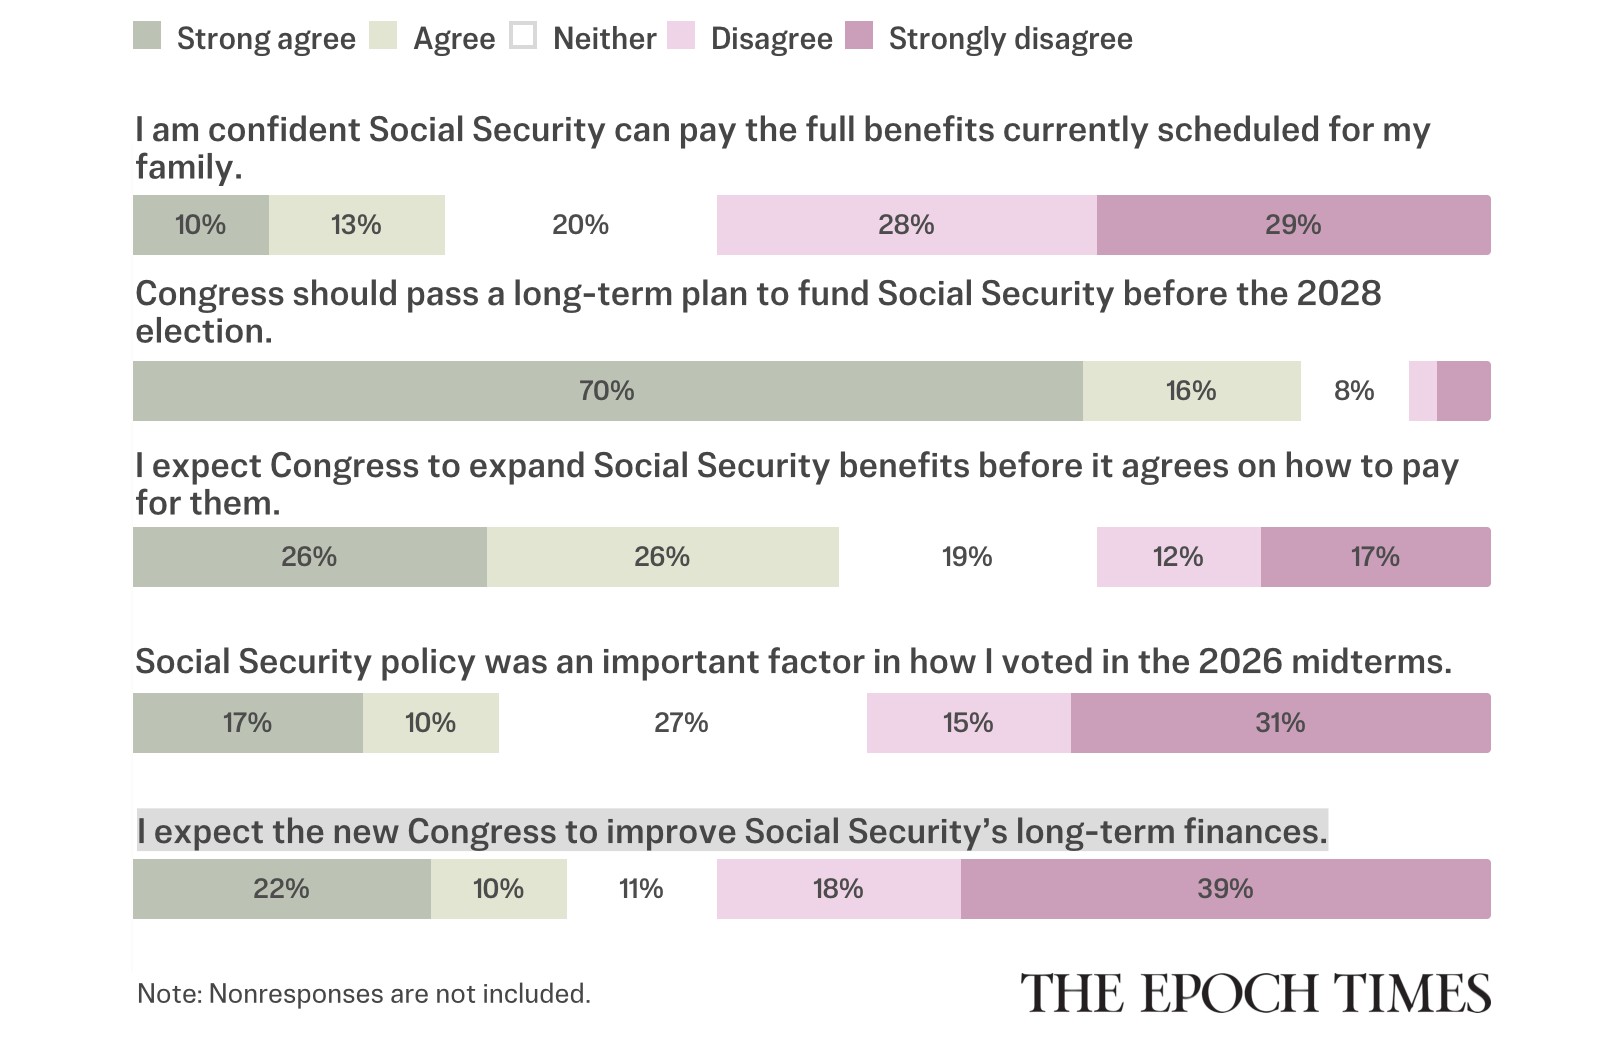 Strong agree Agree Neither Disagree Strongly disagree
I am confident Social Security can pay the full benefits currently scheduled for my
family.
10% 13% 20% 28% 29%
Congress should pass a long-term plan to fund Social Security before the 2028
election.
70% 16% 8%
I expect Congress to expand Social Security benefits before it agrees on how to pay
for them.
26% 26% 19% 12% 17%
Social Security policy was an important factor in how I voted in the 2026 midterms.
17% 10% 27% 15% 31%
I expect the new Congress to improve Social Security’s long-term finances.
22% 10% 11% 18% 39%
Note: Nonresponses are not included.
THE EPOCH TIMES